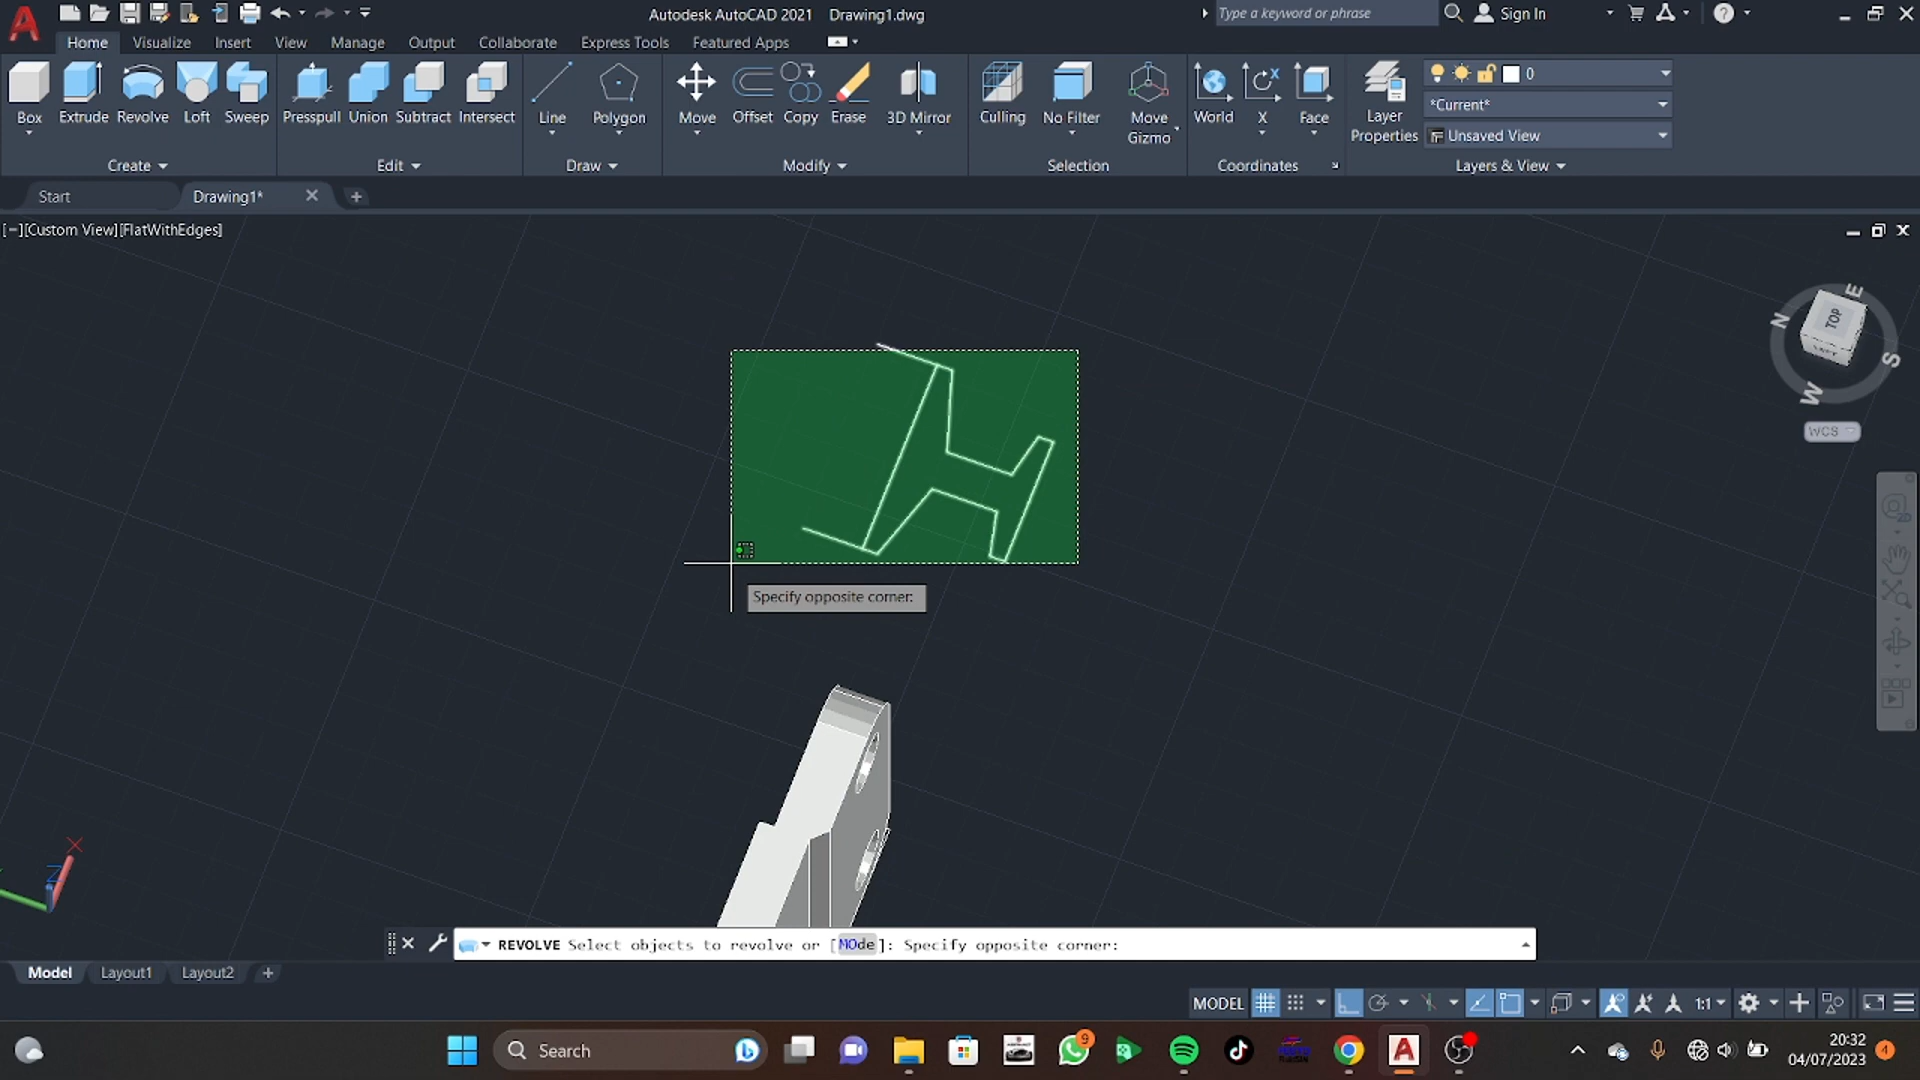 Autodesk AutoCAD 2021 Drawing1.dwg
Type a keyword or phrase
Sign In
Home Visualize Insert View Manage Output Collaborate Express Tools Featured Apps
Box Extrude Revolve Loft Sweep Presspull Union Subtract Intersect Line Polygon Move Offset Copy Erase 3D Mirror Culling No Filter Move Gizmo World X Face Layer Properties
0
*Current*
Unsaved View
Create Edit Draw Modify Selection Coordinates Layers & View
Start Drawing1*
[−][Custom View][FlatWithEdges]
E
N
TOP
S
W
WCS
Specify opposite corner:
X
Z
REVOLVE Select objects to revolve or [MOde]: Specify opposite corner:
Model Layout1 Layout2
MODEL 1:1
Search
9
20:32
04/07/2023
4